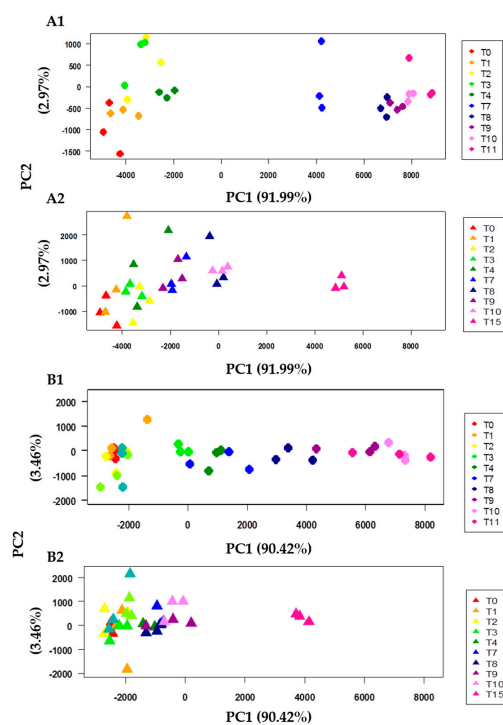 A1
1000
500
0
-500
-1000
-1500
(2.97%)
-4000 -2000 0 2000 4000 6000 8000
PC1 (91.99%)
T0
T1
T2
T3
T4
T7
T8
T9
T10
T11
PC2
A2
2000
1000
0
-1000
(2.97%)
-4000 -2000 0 2000 4000 6000 8000
PC1 (91.99%)
T0
T1
T2
T3
T4
T7
T8
T9
T10
T15
B1
2000
1000
0
-1000
-2000
(3.46%)
-2000 0 2000 4000 6000 8000
PC1 (90.42%)
T0
T1
T2
T3
T4
T7
T8
T9
T10
T11
PC2
B2
2000
1000
0
-1000
-2000
(3.46%)
-2000 0 2000 4000 6000 8000
PC1 (90.42%)
T0
T1
T2
T3
T4
T7
T8
T9
T10
T15